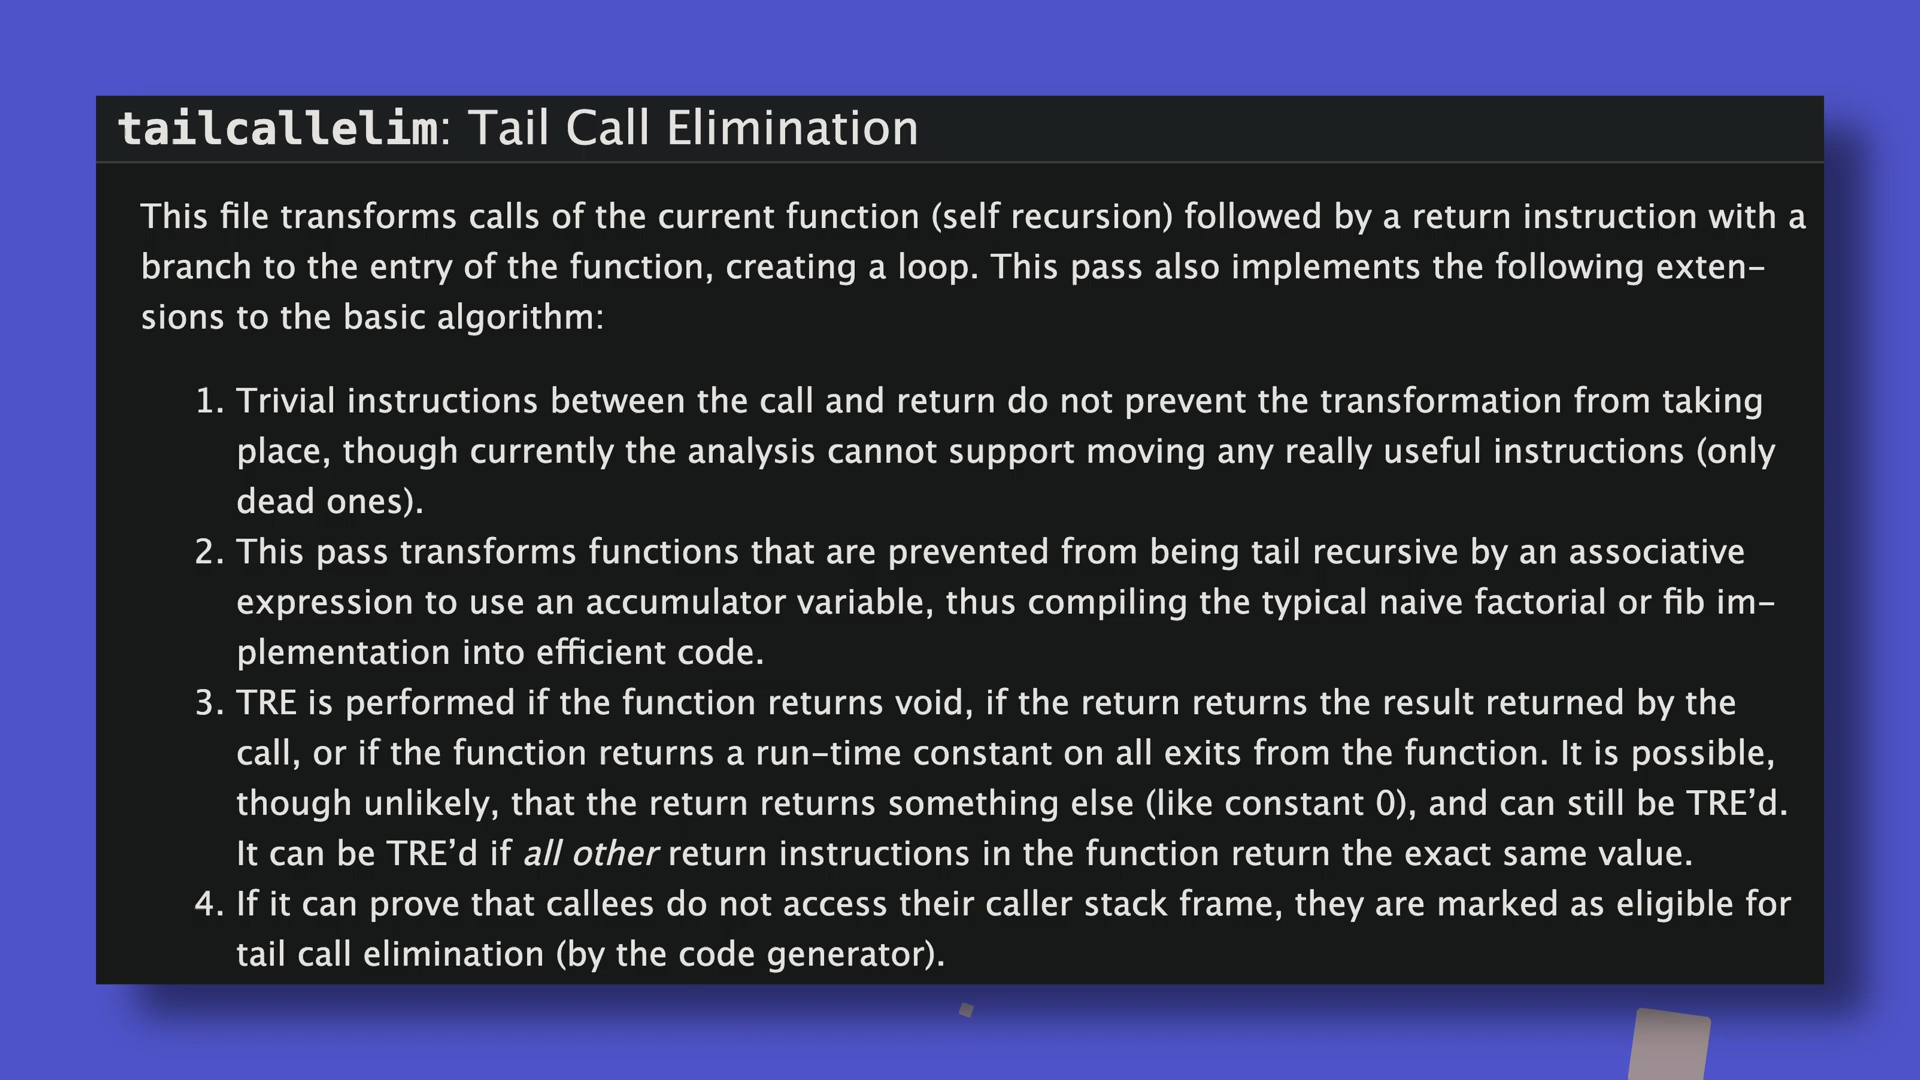 tailcallelim: Tail Call Elimination
This file transforms calls of the current function (self recursion) followed by a return instruction with a
branch to the entry of the function, creating a loop. This pass also implements the following exten-
sions to the basic algorithm:
1. Trivial instructions between the call and return do not prevent the transformation from taking
place, though currently the analysis cannot support moving any really useful instructions (only
dead ones).
2. This pass transforms functions that are prevented from being tail recursive by an associative
expression to use an accumulator variable, thus compiling the typical naive factorial or fib im-
plementation into efficient code.
3. TRE is performed if the function returns void, if the return returns the result returned by the
call, or if the function returns a run-time constant on all exits from the function. It is possible,
though unlikely, that the return returns something else (like constant 0), and can still be TRE’d.
It can be TRE’d if all other return instructions in the function return the exact same value.
4. If it can prove that callees do not access their caller stack frame, they are marked as eligible for
tail call elimination (by the code generator).